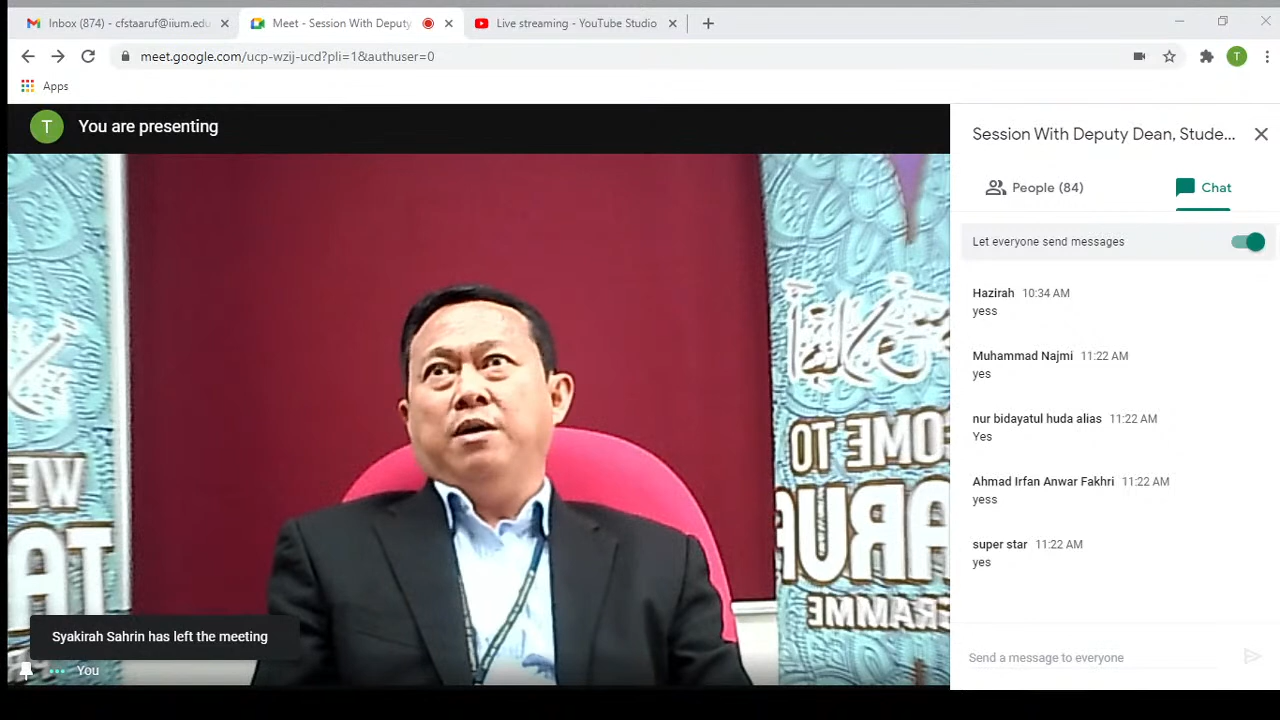 Inbox (874) - cfstaaruf@iium.edu
Meet - Session With Deputy
Live streaming - YouTube Studio
meet.google.com/ucp-wzij-ucd?pli=1&authuser=0
T
Apps
T
You are presenting
Session With Deputy Dean, Stude...
People (84)
Chat
Let everyone send messages
Hazirah 10:34 AM
yess
Muhammad Najmi 11:22 AM
yes
nur bidayatul huda alias 11:22 AM
Yes
Ahmad Irfan Anwar Fakhri 11:22 AM
yess
super star 11:22 AM
yes
Send a message to everyone
WE
TA
OME TO
ARU
GRAMME
Syakirah Sahrin has left the meeting
You